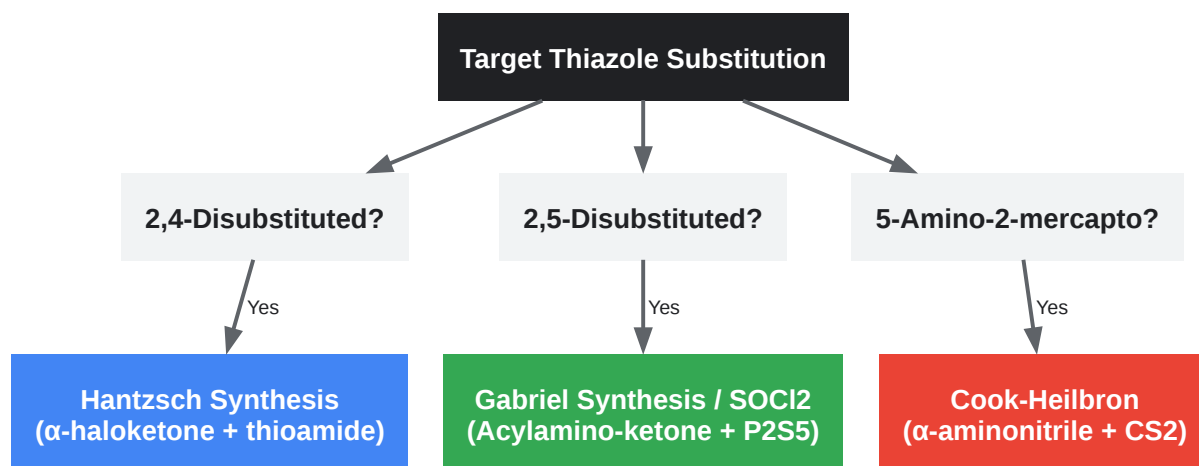 Target Thiazole Substitution
2,4-Disubstituted?
2,5-Disubstituted?
5-Amino-2-mercapto?
Yes
Yes
Yes
Hantzsch Synthesis
(α-haloketone + thioamide)
Gabriel Synthesis / SOCl2
(Acylamino-ketone + P2S5)
Cook-Heilbron
(α-aminonitrile + CS2)